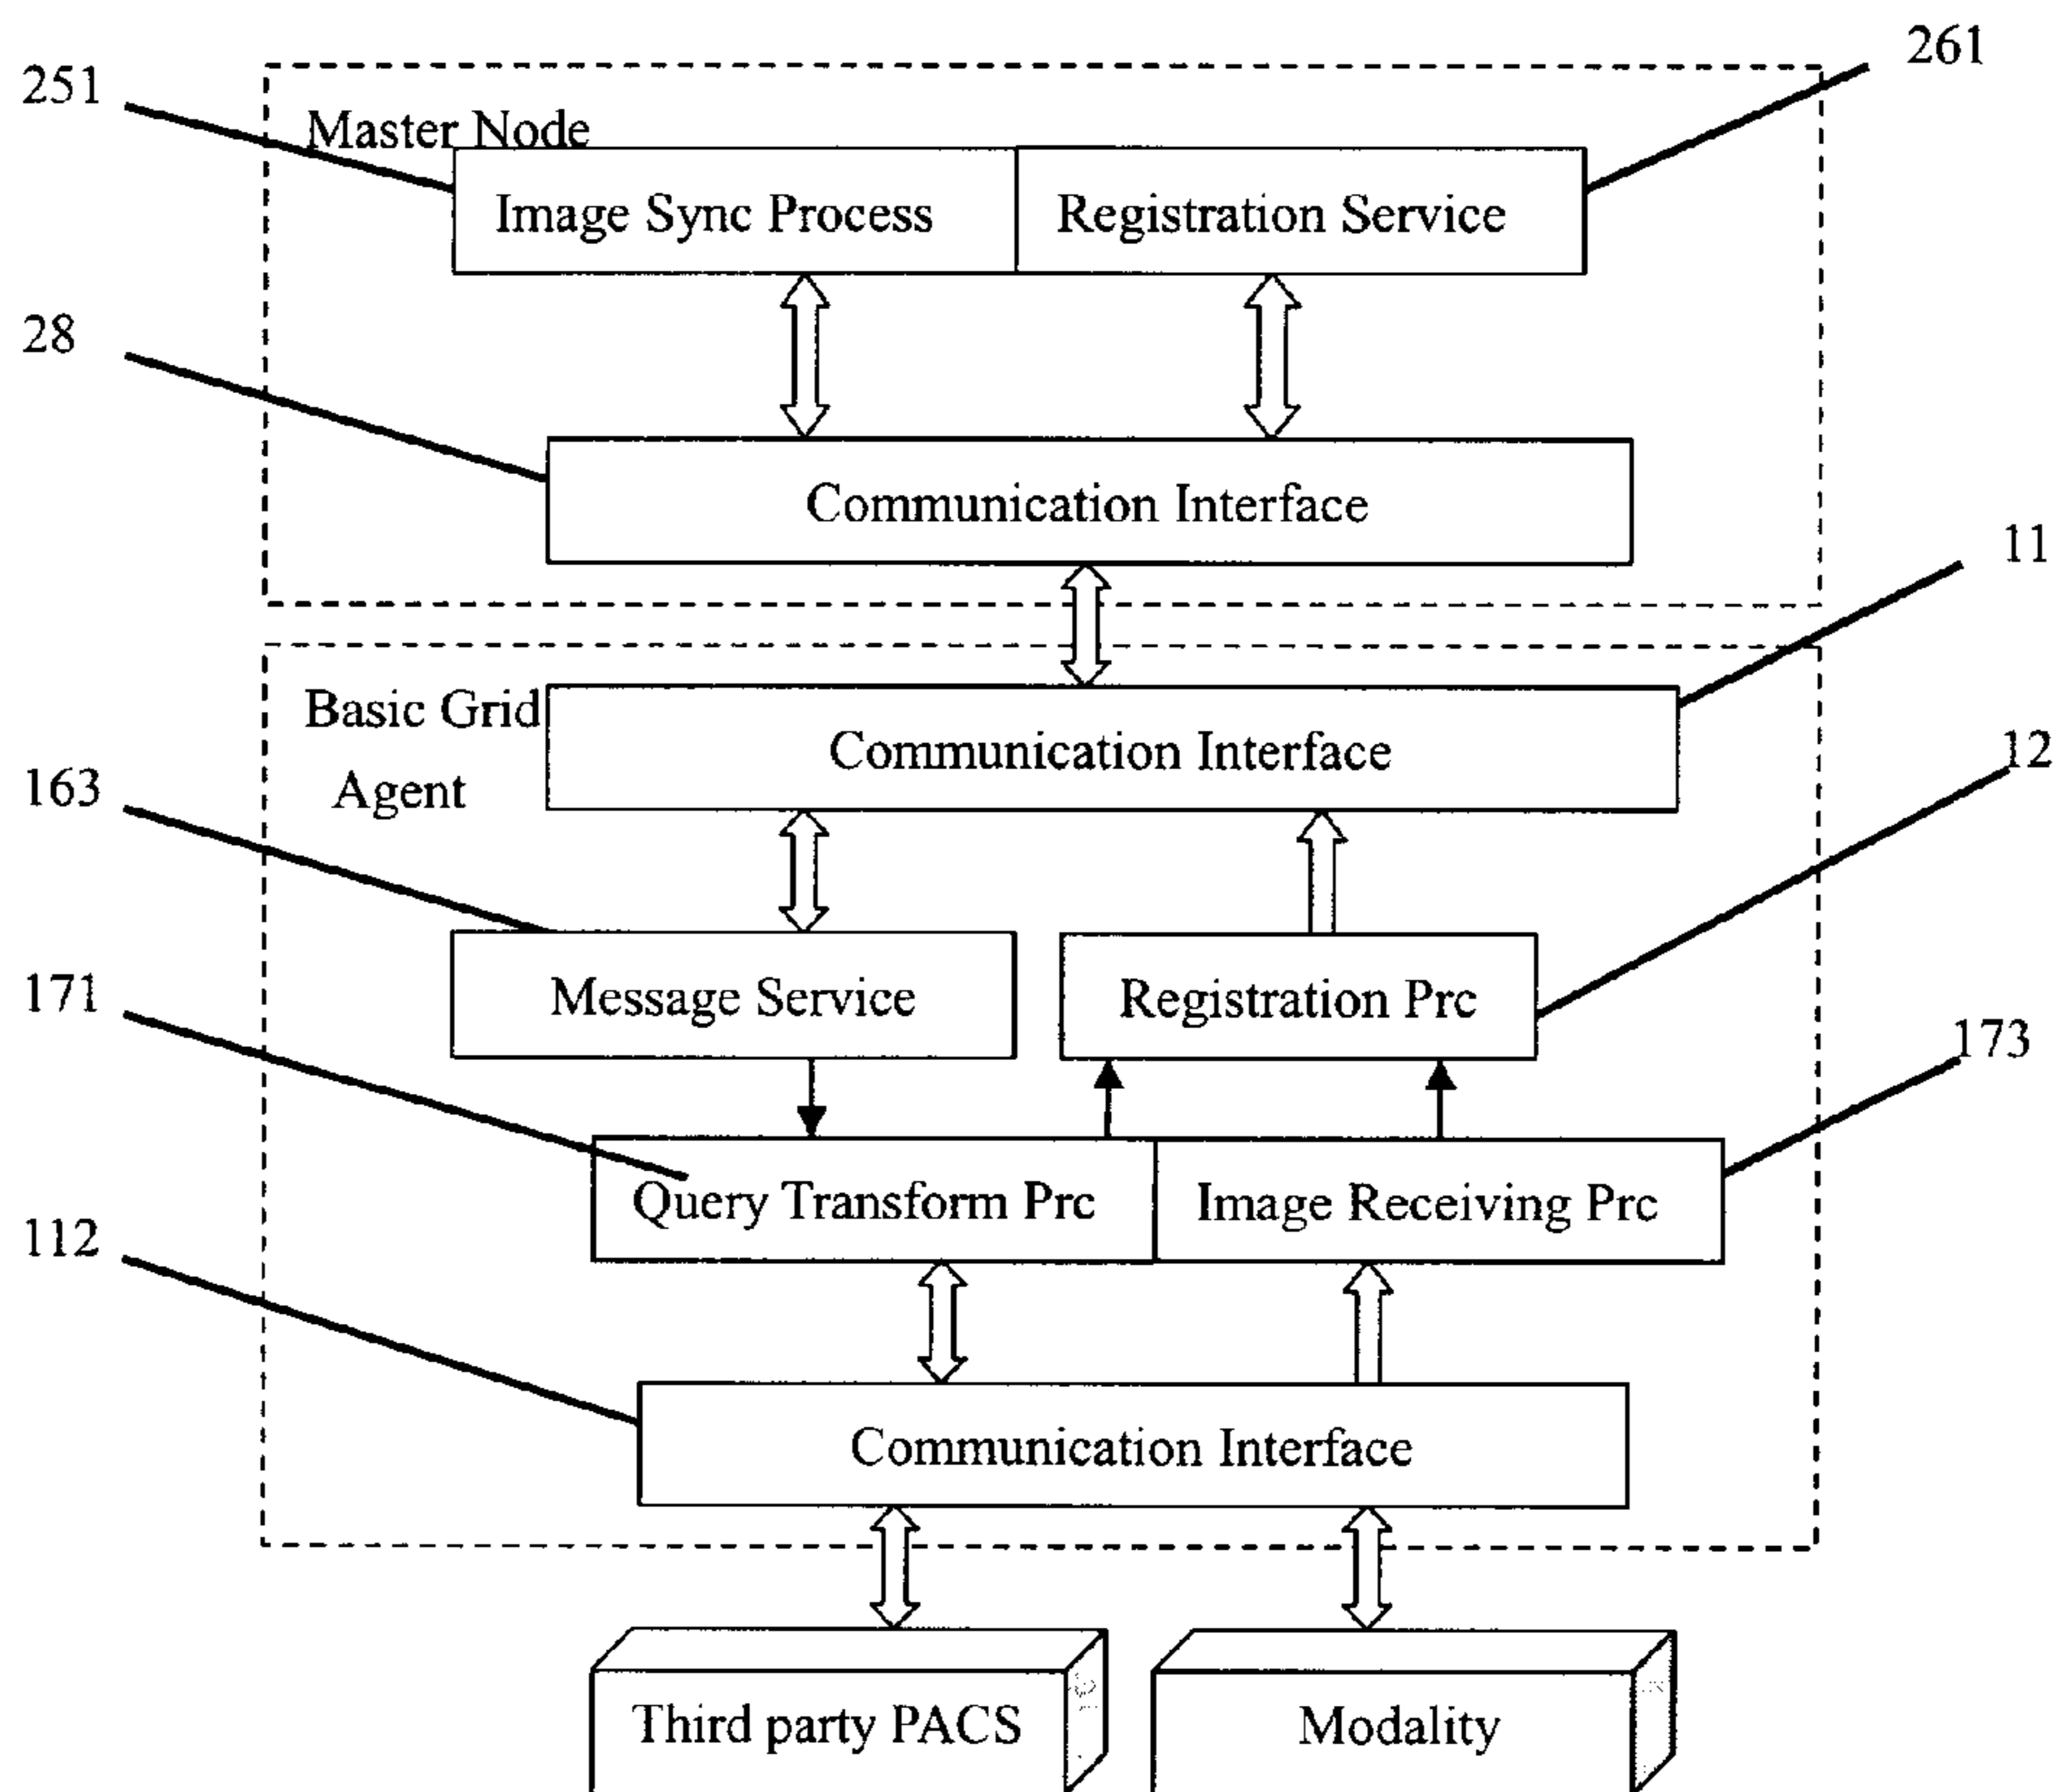 261
251
Master Node
Image Sync Process
Registration Service
28
Communication Interface
11
Basic Grid
Agent
Communication Interface
12
163
Message Service
Registration Prc
171
173
Query Transform Prc
Image Receiving Prc
112
Communication Interface
Third party PACS
Modality